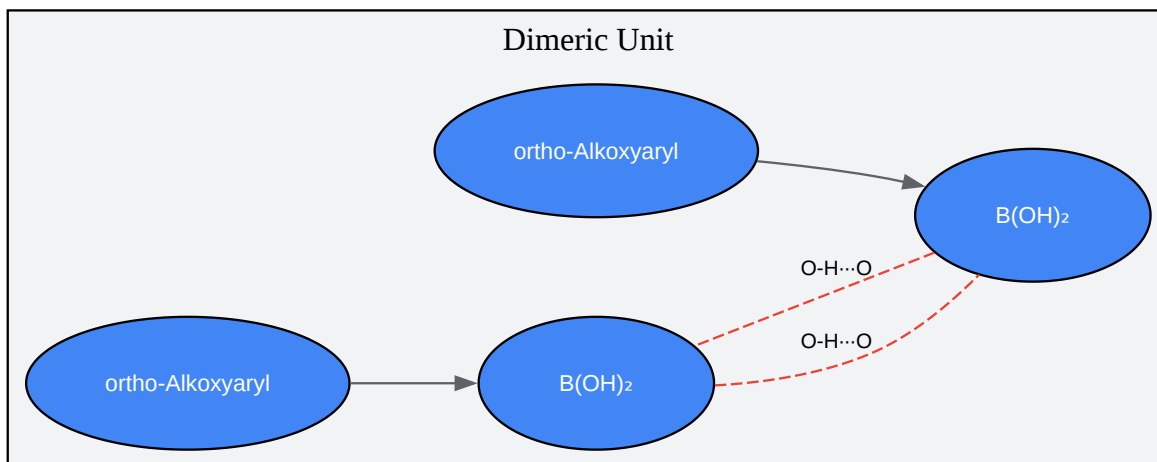 Dimeric Unit
ortho-Alkoxyaryl
B(OH)₂
O-H···O
O-H···O
ortho-Alkoxyaryl
B(OH)₂